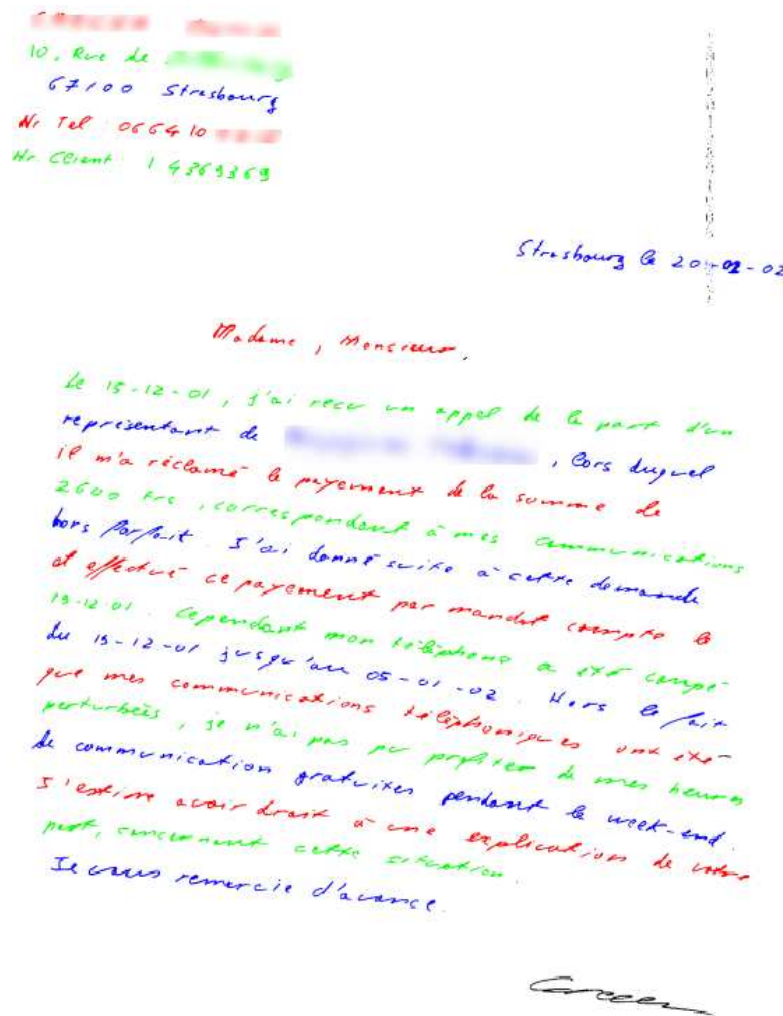 10, Rue de
67100 Strasbourg
Nr Tel : 066410
Nr. Client : 14369369
Strasbourg le 20-02-02
Madame, Monsieur,
Le 15-12-01, j'ai recu un appel de la part d'un
représentant de , lors duquel
il m'a réclamé le payement de la somme de
2600 frs, correspondant à mes communications
hors forfait. J'ai donné suite à cette demande
et effectué ce payement par mandat compte le
19-12-01. Cependant mon téléphone a été coupé
du 15-12-01 jusqu'au 05-01-02. Hors le fait
que mes communications téléphoniques ont été
perturbées, je n'ai pas pu profiter de mes heures
de communication gratuites pendant le week-end.
J'estime avoir droit à une explication de votre
part, concernant cette situation.
Je vous remercie d'avance.